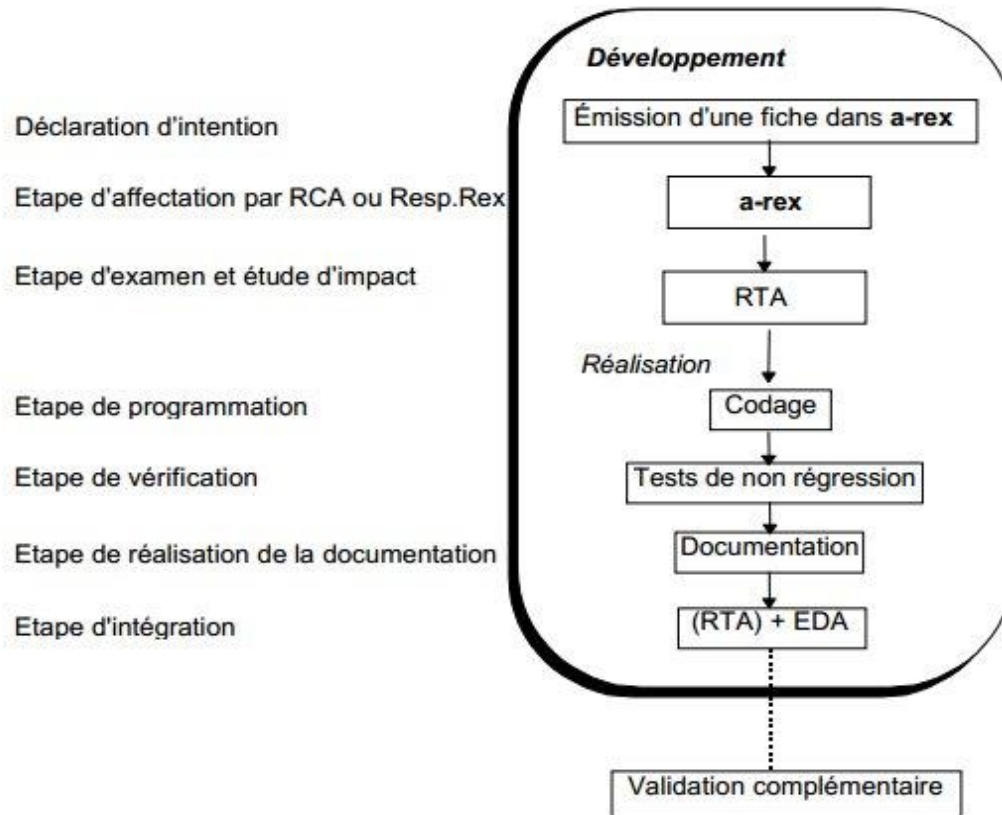 Développement
Déclaration d'intention
Émission d'une fiche dans a-rex
Etape d'affectation par RCA ou Resp.Rex
a-rex
Etape d'examen et étude d'impact
RTA
Réalisation
Etape de programmation
Codage
Etape de vérification
Tests de non régression
Etape de réalisation de la documentation
Documentation
Etape d'intégration
(RTA) + EDA
Validation complémentaire